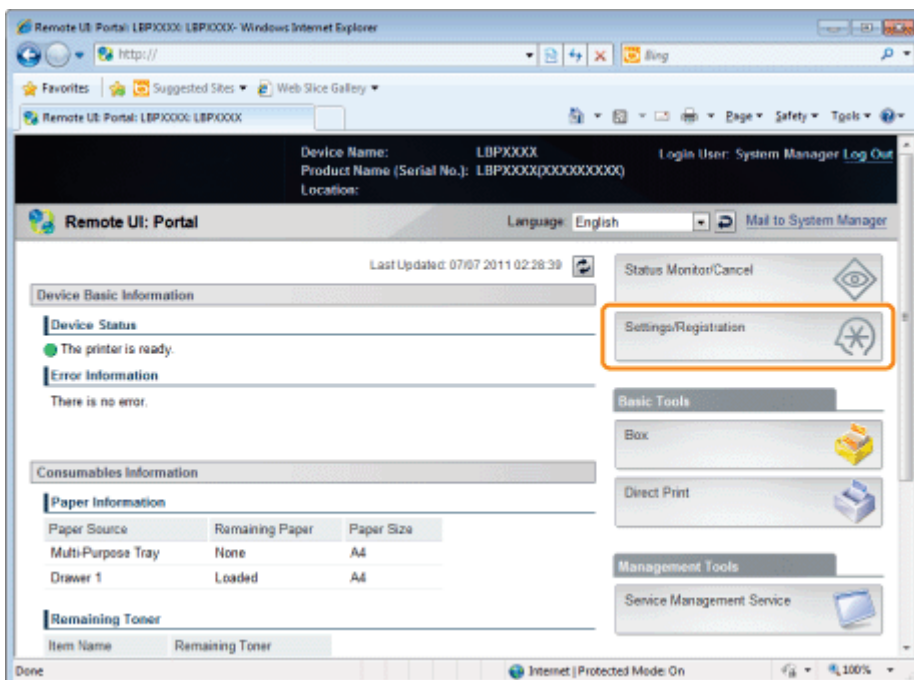 Remote UI: Portal: LBPXXXX: LBPXXXX- Windows Internet Explorer
http://
Bing
Favorites Suggested Sites Web Slice Gallery
Remote UI: Portal: LBPXXXX: LBPXXXX
Page Safety Tools
Device Name: LBPXXXX
Login User: System Manager Log Out
Product Name (Serial No.): LBPXXXX(XXXXXXXXX)
Location:
Remote UI: Portal
Language: English
Mail to System Manager
Last Updated: 07/07 2011 02:28:39
Device Basic Information
Device Status
The printer is ready.
Error Information
There is no error.
Consumables Information
Paper Information
Paper Source Remaining Paper Paper Size
Multi-Purpose Tray None A4
Drawer 1 Loaded A4
Remaining Toner
Item Name Remaining Toner
Status Monitor/Cancel
Settings/Registration
Basic Tools
Box
Direct Print
Management Tools
Service Management Service
Done
Internet | Protected Mode: On
100%